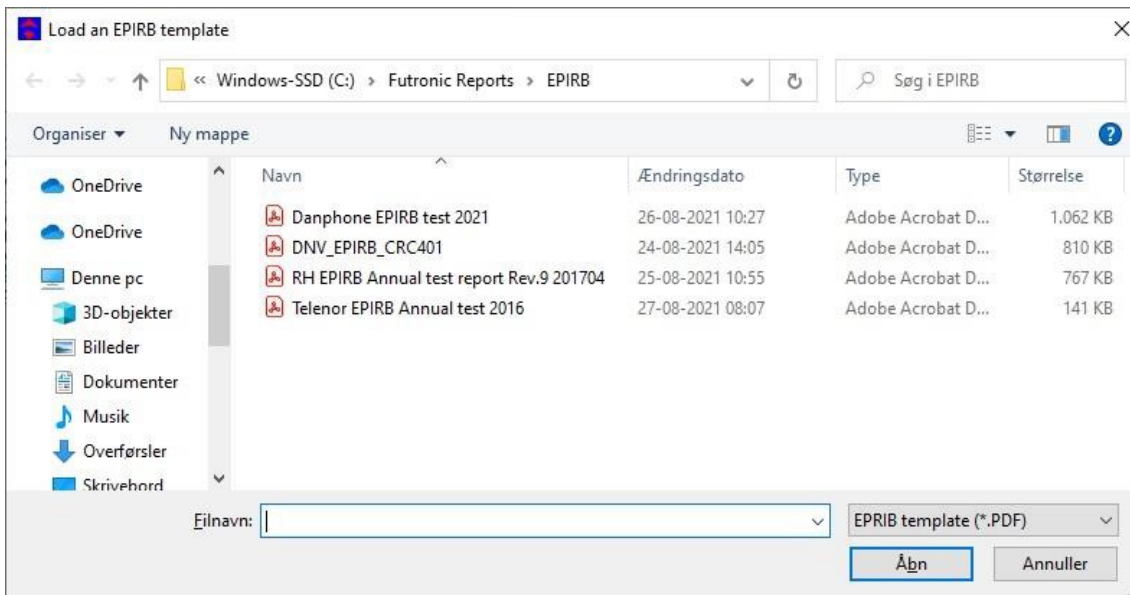 Load an EPIRB template
« Windows-SSD (C:) > Futronic Reports > EPIRB
Søg i EPIRB
Organiser
Ny mappe
OneDrive
OneDrive
Denne pc
3D-objekter
Billeder
Dokumenter
Musik
Overførsler
Skrivebord
Navn Ændringsdato Type Størrelse
Danphone EPIRB test 2021 26-08-2021 10:27 Adobe Acrobat D... 1.062 KB
DNV_EPIRB_CRC401 24-08-2021 14:05 Adobe Acrobat D... 810 KB
RH EPIRB Annual test report Rev.9 201704 25-08-2021 10:55 Adobe Acrobat D... 767 KB
Telenor EPIRB Annual test 2016 27-08-2021 08:07 Adobe Acrobat D... 141 KB
Filnavn:
EPRIB template (*.PDF)
Åbn
Annuller